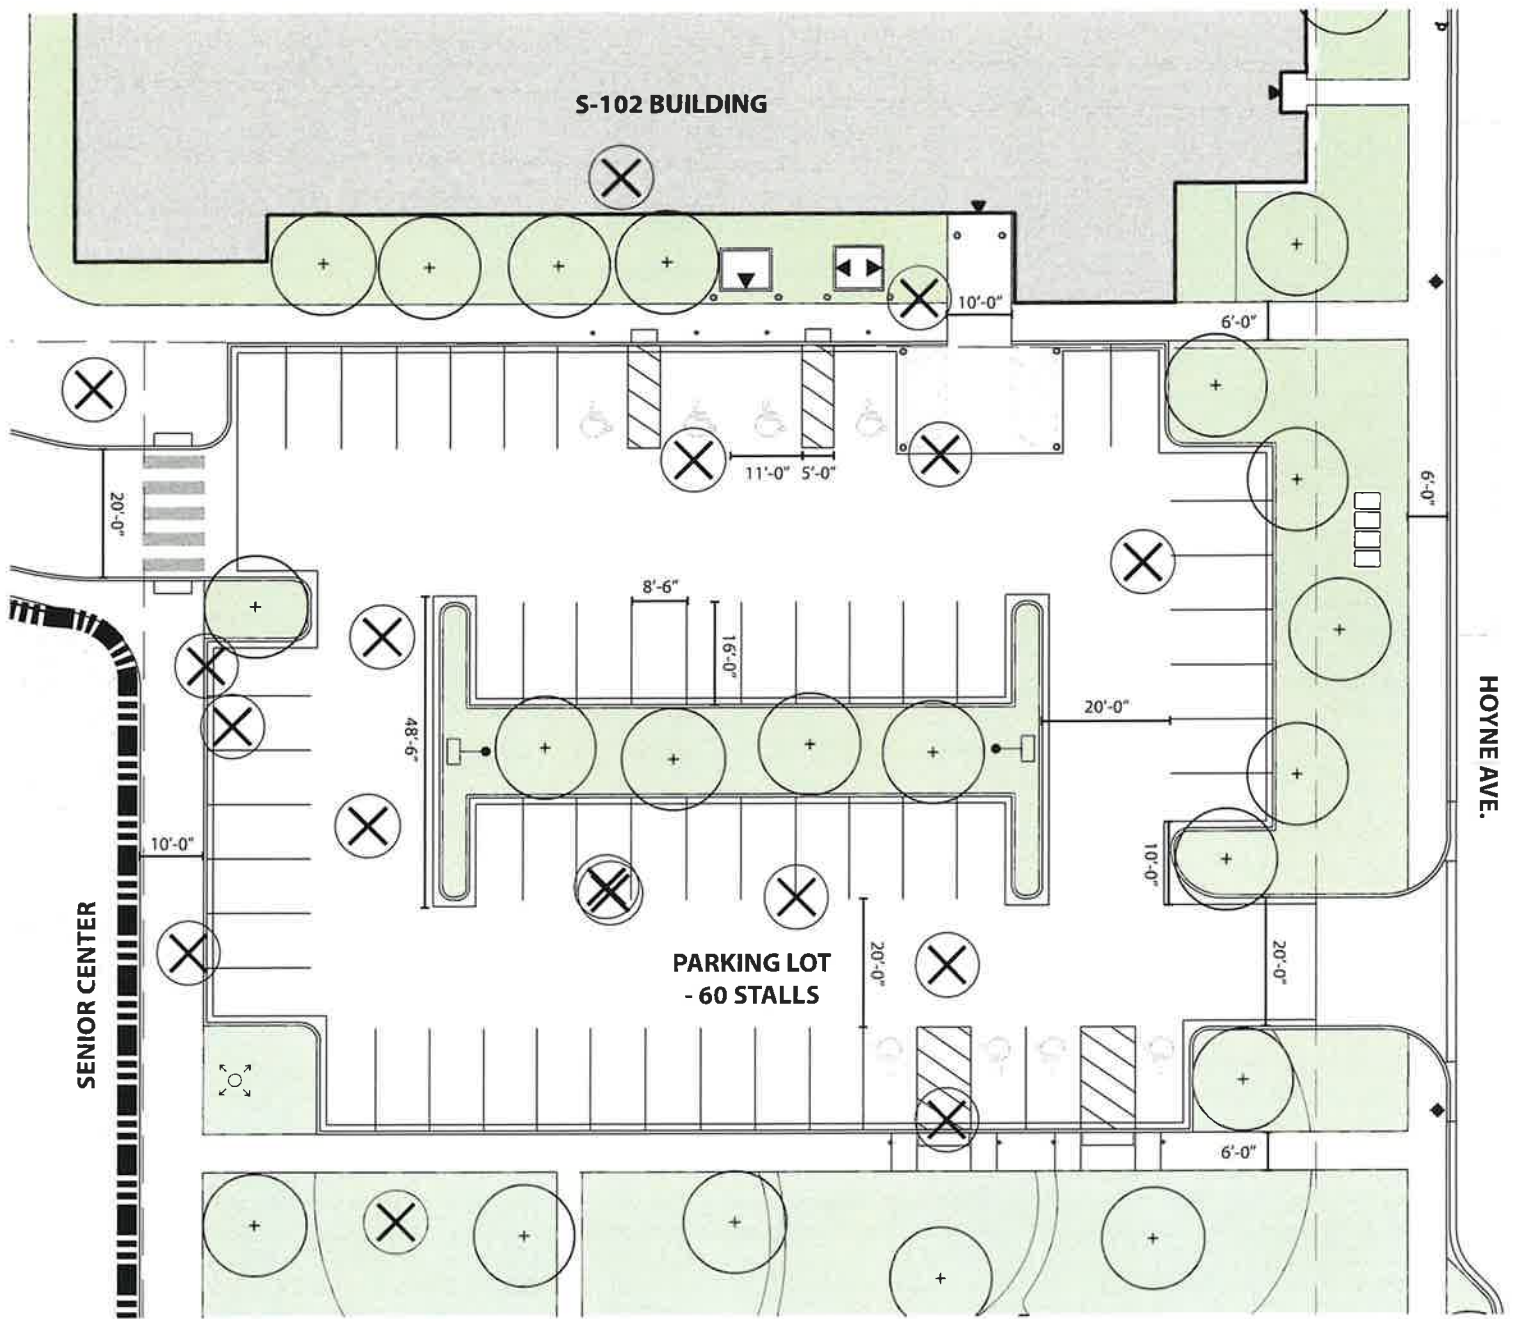 S-102 BUILDING
10'-0"
6'-0"
20'-0"
11'-0" 5'-0"
6'-0"
8'-6"
16'-0"
48'-6"
20'-0"
HOYNE AVE.
10'-0"
10'-0"
SENIOR CENTER
PARKING LOT
- 60 STALLS
20'-0"
20'-0"
6'-0"